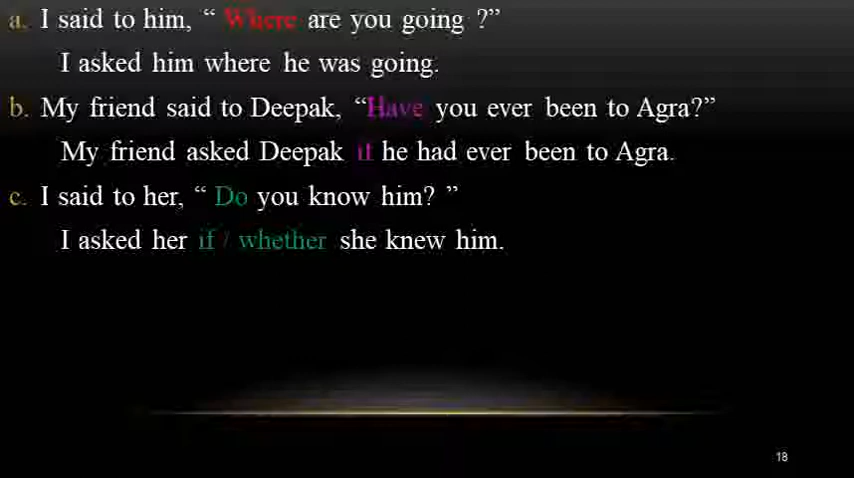 a. I said to him, “ Where are you going ?”
I asked him where he was going.
b. My friend said to Deepak, “Have you ever been to Agra?”
My friend asked Deepak if he had ever been to Agra.
c. I said to her, “ Do you know him? ”
I asked her if / whether she knew him.
18